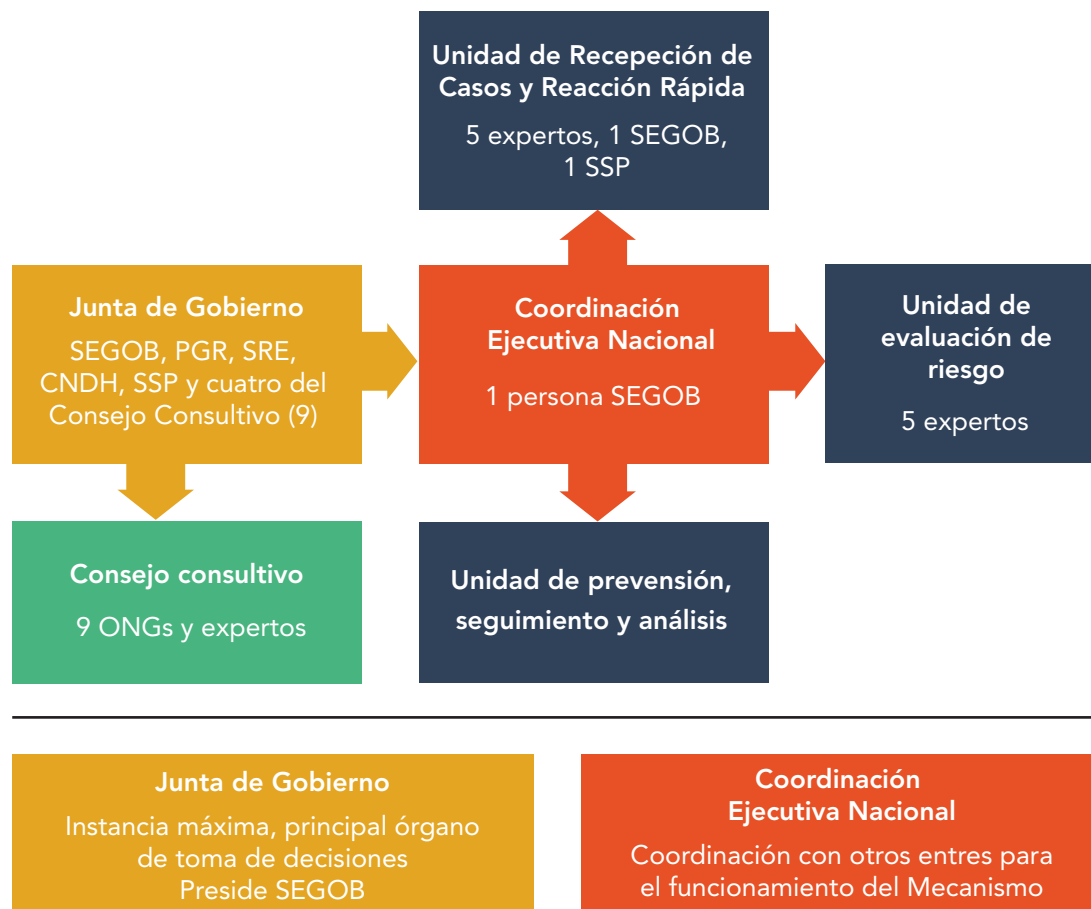 Unidad de Recepeción de
Casos y Reacción Rápida
5 expertos, 1 SEGOB,
1 SSP
Junta de Gobierno
SEGOB, PGR, SRE,
CNDH, SSP y cuatro del
Consejo Consultivo (9)
Coordinación
Ejecutiva Nacional
1 persona SEGOB
Unidad de
evaluación de
riesgo
5 expertos
Consejo consultivo
9 ONGs y expertos
Unidad de prevención,
seguimiento y análisis
Junta de Gobierno
Instancia máxima, principal órgano
de toma de decisiones
Preside SEGOB
Coordinación
Ejecutiva Nacional
Coordinación con otros entres para
el funcionamiento del Mecanismo